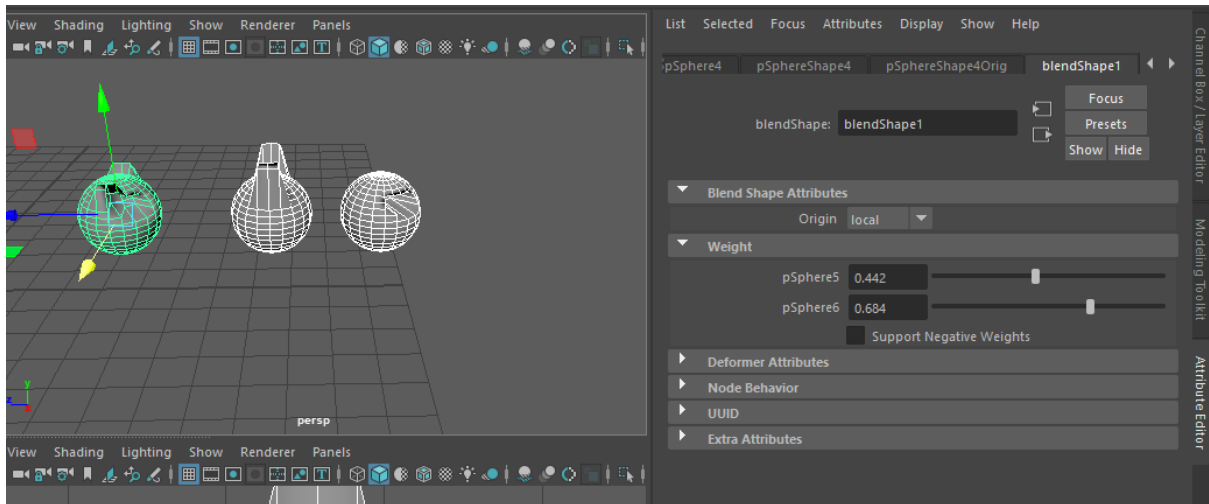 View Shading Lighting Show Renderer Panels
persp
y
z
x
View Shading Lighting Show Renderer Panels
List Selected Focus Attributes Display Show Help
pSphere4 pSphereShape4 pSphereShape4Orig blendShape1
blendShape: blendShape1
Focus
Presets
Show Hide
Blend Shape Attributes
Origin local
Weight
pSphere5 0.442
pSphere6 0.684
Support Negative Weights
Deformer Attributes
Node Behavior
UUID
Extra Attributes
Channel Box / Layer Editor
Modeling Toolkit
Attribute Editor